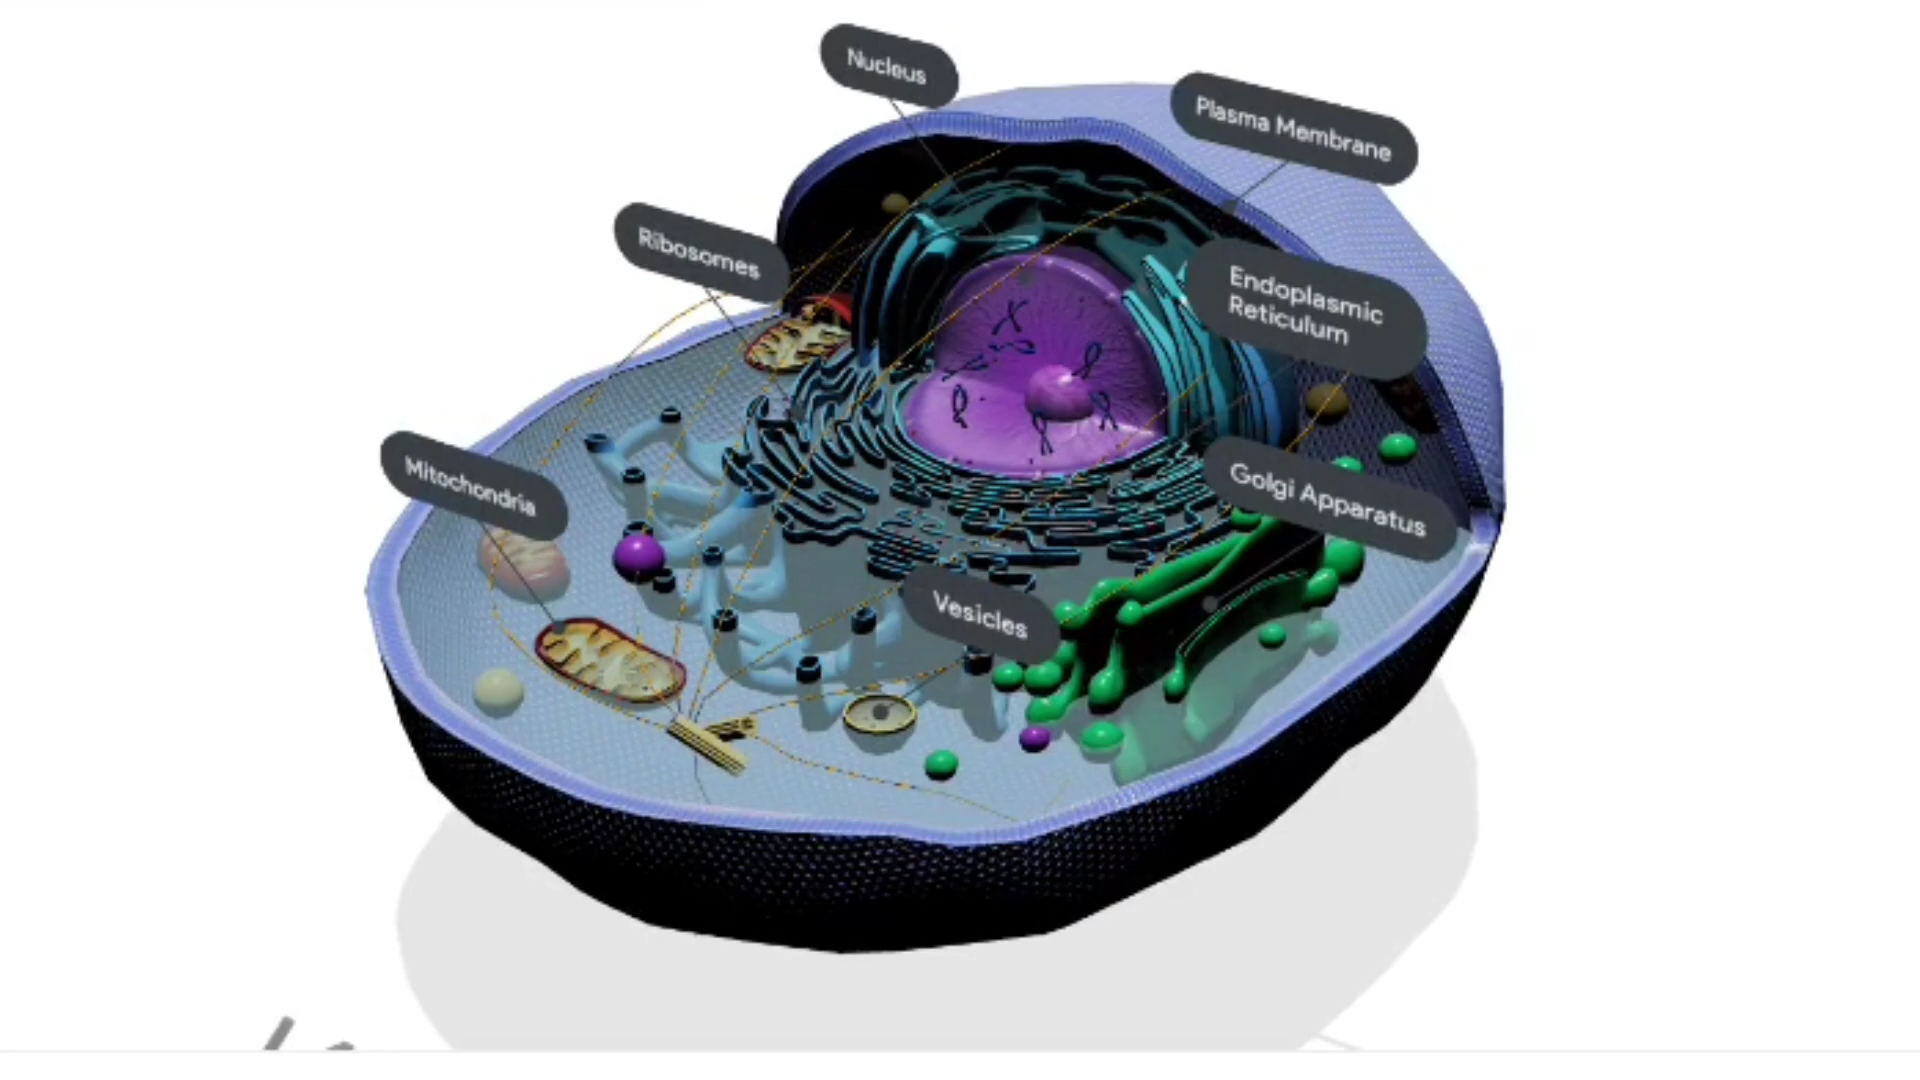 Nucleus
Plasma Membrane
Ribosomes
Endoplasmic
Reticulum
Mitochondria
Golgi Apparatus
Vesicles